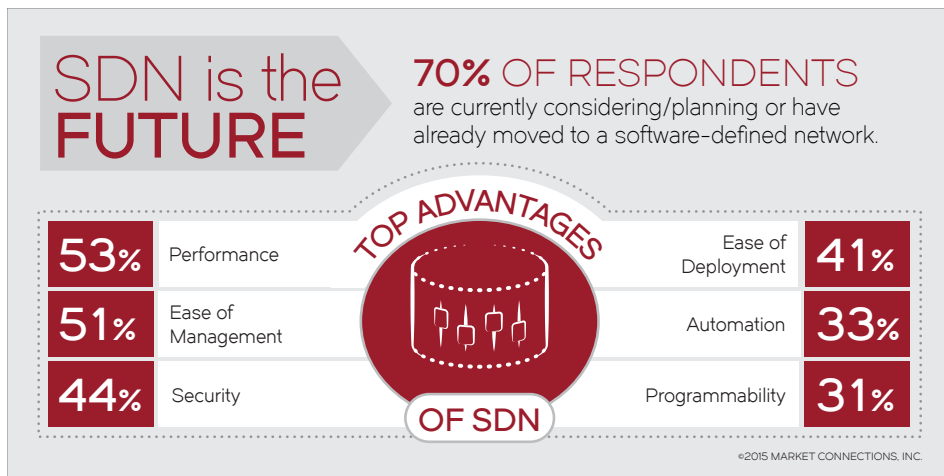 SDN is the
FUTURE
70% OF RESPONDENTS
are currently considering/planning or have
already moved to a software-defined network.
TOP ADVANTAGES
OF SDN
53% Performance
51% Ease of
Management
44% Security
Ease of
Deployment 41%
Automation 33%
Programmability 31%
©2015 MARKET CONNECTIONS, INC.